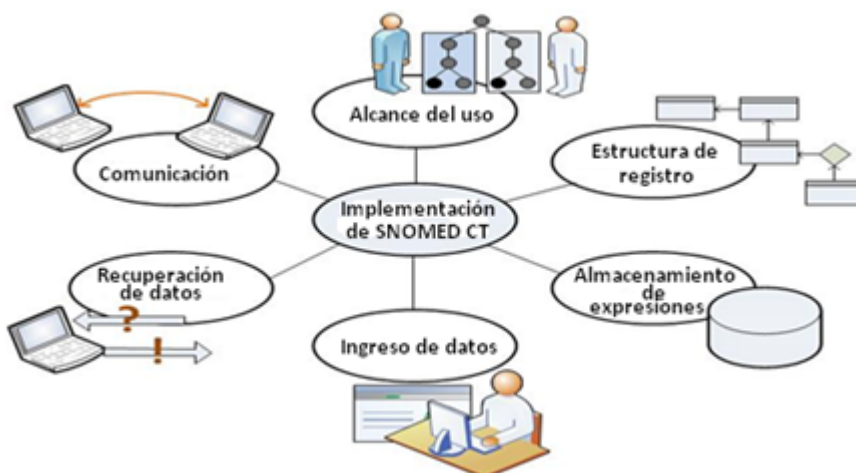 Alcance del uso
Comunicación
Estructura de
registro
Implementación
de SNOMED CT
Recuperación
de datos
?
!
Almacenamiento
de
expresiones
Ingreso de datos